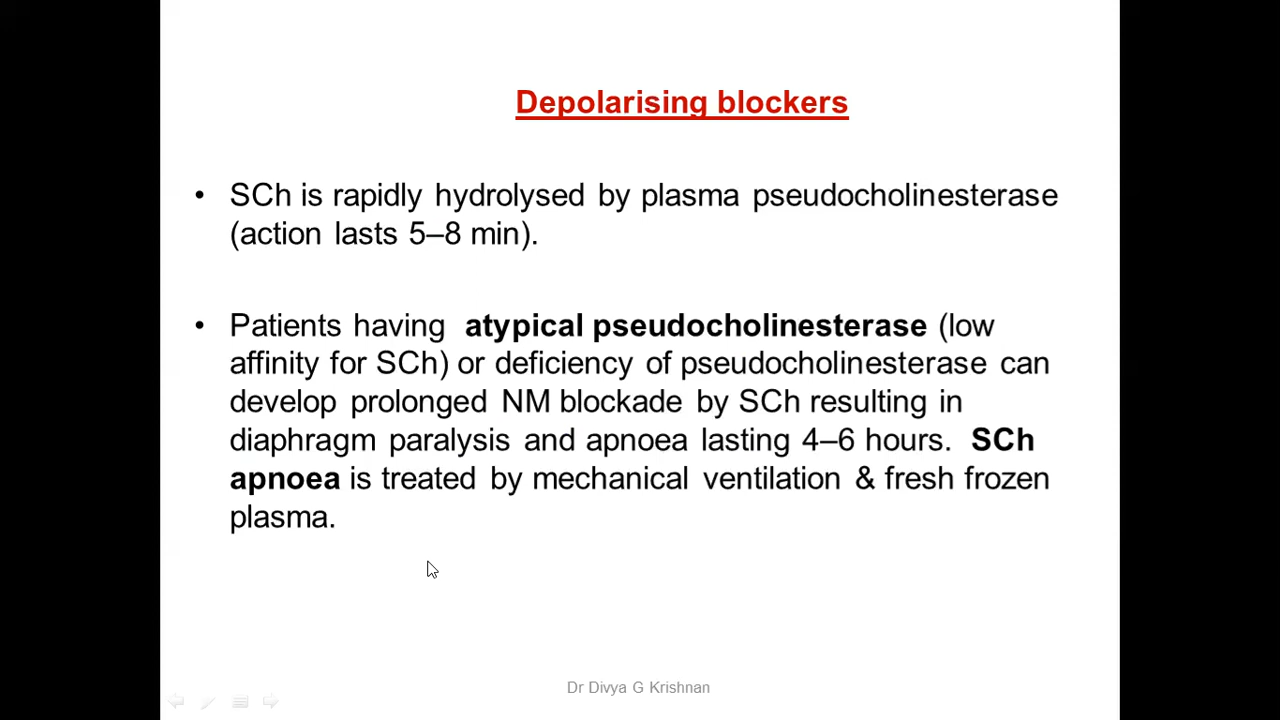 Depolarising blockers
• SCh is rapidly hydrolysed by plasma pseudocholinesterase
(action lasts 5–8 min).
• Patients having atypical pseudocholinesterase (low
affinity for SCh) or deficiency of pseudocholinesterase can
develop prolonged NM blockade by SCh resulting in
diaphragm paralysis and apnoea lasting 4–6 hours. SCh
apnoea is treated by mechanical ventilation & fresh frozen
plasma.
Dr Divya G Krishnan